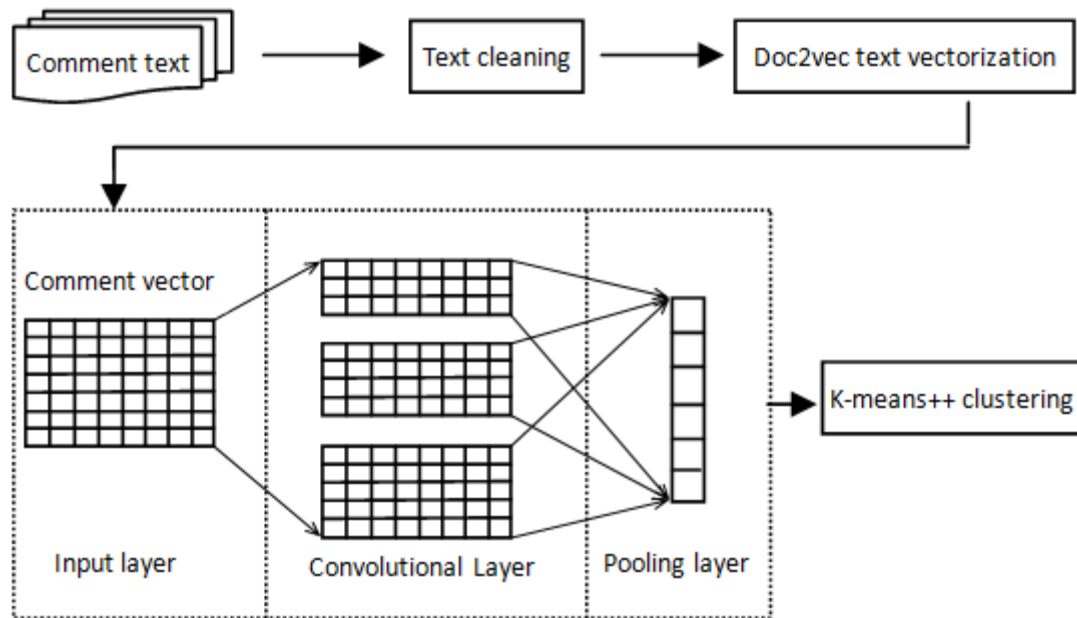 Comment text
Text cleaning
Doc2vec text vectorization
Comment vector
K-means++ clustering
Input layer
Convolutional Layer
Pooling layer